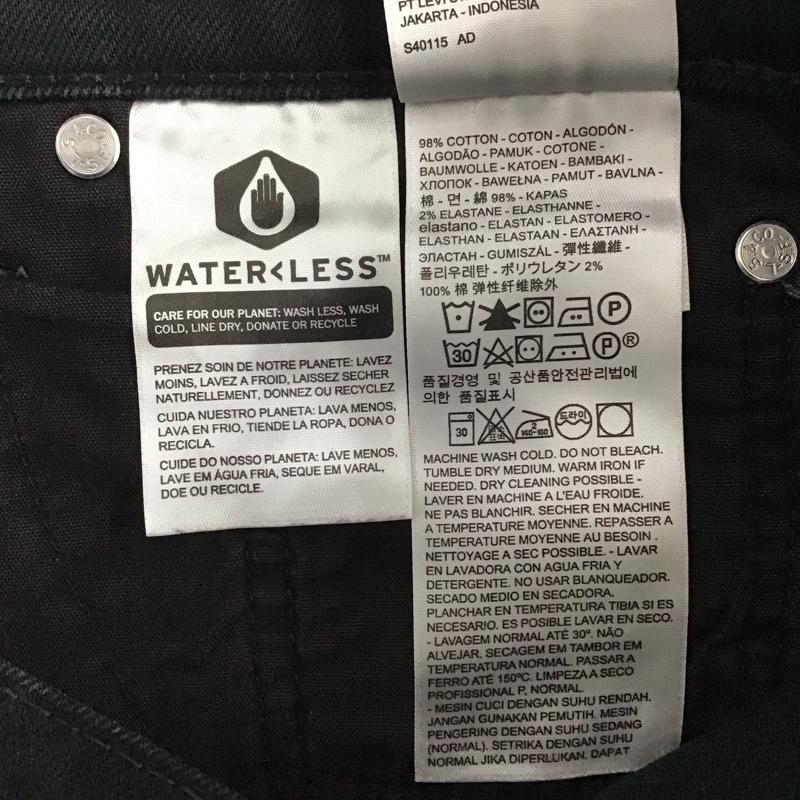 PT LEVI
JAKARTA - INDONESIA
S40115 AD
WATER<LESS™
CARE FOR OUR PLANET: WASH LESS, WASH
COLD, LINE DRY, DONATE OR RECYCLE
PRENEZ SOIN DE NOTRE PLANETE: LAVEZ
MOINS, LAVEZ A FROID, LAISSEZ SECHER
NATURELLEMENT, DONNEZ OU RECYCLEZ
CUIDA NUESTRO PLANETA: LAVA MENOS,
LAVA EN FRIO, TIENDE LA ROPA, DONA O
RECICLA.
CUIDE DO NOSSO PLANETA: LAVE MENOS,
LAVE EM ÁGUA FRIA, SEQUE EM VARAL,
DOE OU RECICLE.
98% COTTON - COTON - ALGODÓN -
ALGODÃO - PAMUK - COTONE -
BAUMWOLLE - KATOEN - BAMBAKI -
ХЛОПОК - BAWEŁNA - PAMUT - BAVLNA -
棉 - 면 - 綿 98% - KAPAS
2% ELASTANE - ELASTHANNE -
elastano - ELASTAN - ELASTOMERO -
ELASTHAN - ELASTAAN - ΕΛΑΣΤΑΝΗ -
ЭЛАСТАН - GUMISZÁL - 彈性纖維 -
폴리우레탄 - ポリウレタン 2%
100% 棉 弹性纤维除外
P
30 P ®
품질경영 및 공산품안전관리법에
의한 품질표시
30 염소표백 2 140-160 드라이
MACHINE WASH COLD. DO NOT BLEACH.
TUMBLE DRY MEDIUM. WARM IRON IF
NEEDED. DRY CLEANING POSSIBLE -
LAVER EN MACHINE A L'EAU FROIDE.
NE PAS BLANCHIR. SECHER EN MACHINE
A TEMPERATURE MOYENNE. REPASSER A
TEMPERATURE MOYENNE AU BESOIN .
NETTOYAGE A SEC POSSIBLE. - LAVAR
EN LAVADORA CON AGUA FRIA Y
DETERGENTE. NO USAR BLANQUEADOR.
SECADO MEDIO EN SECADORA.
PLANCHAR EN TEMPERATURA TIBIA SI ES
NECESARIO. ES POSIBLE LAVAR EN SECO.
- LAVAGEM NORMAL ATÉ 30º. NÃO
ALVEJAR. SECAGEM EM TAMBOR EM
TEMPERATURA NORMAL. PASSAR A
FERRO ATÉ 150ºC. LIMPEZA A SECO
PROFISSIONAL P, NORMAL.
- MESIN CUCI DENGAN SUHU RENDAH.
JANGAN GUNAKAN PEMUTIH. MESIN
PENGERING DENGAN SUHU SEDANG
(NORMAL). SETRIKA DENGAN SUHU
NORMAL JIKA DIPERLUKAN. DAPAT